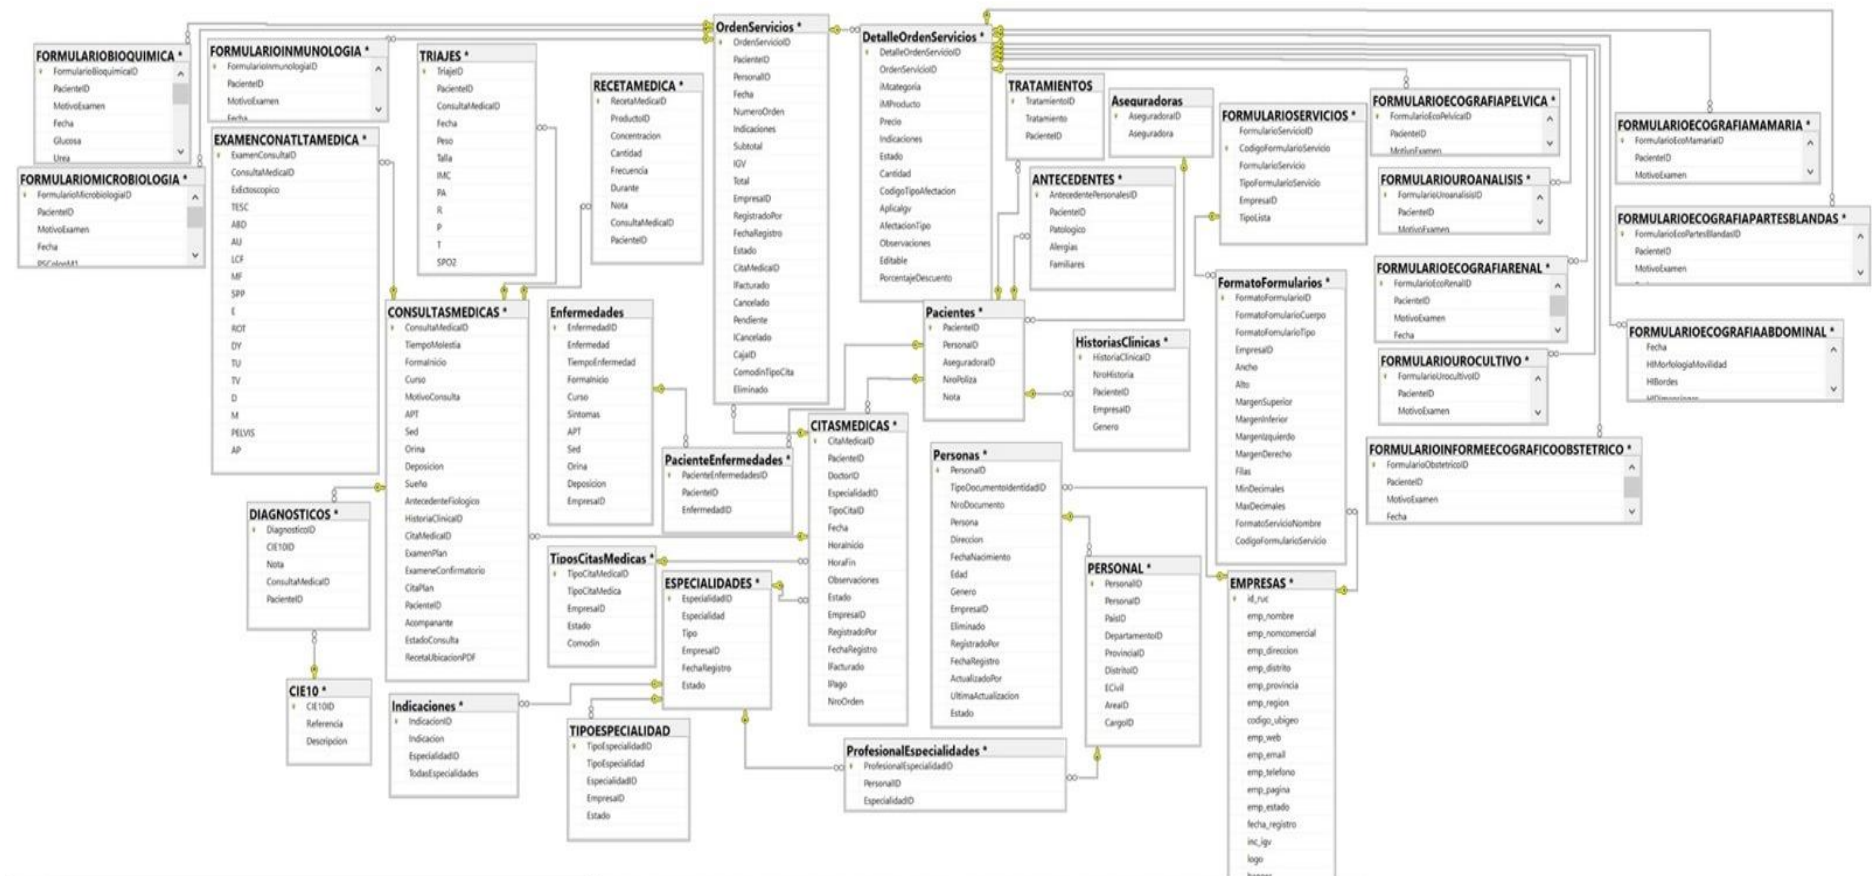 FORMULARIOBIOQUIMICA *
FormularioBioquimicaID
PacienteID
MotivoExamen
Fecha
Glucosa
Urea
FORMULARIOINMUNOLOGIA *
FormularioInmunologiaID
PacienteID
MotivoExamen
Fecha
TRIAJES *
TriajeID
PacienteID
ConsultaMedicaID
Fecha
Peso
Talla
IMC
PA
R
P
T
SPO2
RECETAMEDICA *
RecetaMedicaID
ProductoID
Concentracion
Cantidad
Frecuencia
Durante
Nota
ConsultaMedicaID
PacienteID
OrdenServicios *
OrdenServicioID
PacienteID
PersonalID
Fecha
NumeroOrden
Indicaciones
Subtotal
IGV
Total
EmpresaID
RegistradoPor
FechaRegistro
Estado
CitaMedicaID
IFacturado
Cancelado
Pendiente
ICancelado
CajaID
ComodinTipoCita
Eliminado
DetalleOrdenServicios *
DetalleOrdenServicioID
OrdenServicioID
iMcategoria
iMProducto
Precio
Indicaciones
Estado
Cantidad
CodigoTipoAfectacion
AplicaIgv
AfectacionTipo
Observaciones
Editable
PorcentajeDescuento
TRATAMIENTOS
TratamientoID
Tratamiento
PacienteID
Aseguradoras
AseguradoraID
Aseguradora
FORMULARIOSERVICIOS *
FormularioServicioID
CodigoFormularioServicio
FormularioServicio
TipoFormularioServicio
EmpresaID
TipoLista
FORMULARIOECOGRAFIAPELVICA *
FormularioEcoPelvicaID
PacienteID
MotivoExamen
FORMULARIOECOGRAFIAMAMARIA *
FormularioEcoMamariaID
PacienteID
MotivoExamen
EXAMENCONATLTAMEDICA *
ExamenConsultaID
ConsultaMedicaID
ExEctoscopico
TESC
ABD
AU
LCF
MF
SPP
E
ROT
DY
TU
TV
D
M
PELVIS
AP
FORMULARIOMICROBIOLOGIA *
FormularioMicrobiologiaID
PacienteID
MotivoExamen
Fecha
PSColonM1
ANTECEDENTES *
AntecedentePersonalesID
PacienteID
Patologico
Alergias
Familiares
FORMULARIOUROANALISIS *
FormularioUroanalisisID
PacienteID
MotivoExamen
FORMULARIOECOGRAFIAPARTESBLANDAS *
FormularioEcoPartesBlandasID
PacienteID
MotivoExamen
FORMULARIOECOGRAFIARENAL *
FormularioEcoRenalID
PacienteID
MotivoExamen
Fecha
FormatoFormularios *
FormatoFormularioID
FormatoFormularioCuerpo
FormatoFomularioTipo
EmpresaID
Ancho
Alto
MargenSuperior
MargenInferior
MargenIzquierdo
MargenDerecho
Filas
MinDecimales
MaxDecimales
FormatoServicioNombre
CodigoFormularioServicio
CONSULTASMEDICAS *
ConsultaMedicaID
TiempoMolestia
FormaInicio
Curso
MotivoConsulta
APT
Sed
Orina
Deposicion
Sueño
AntecedenteFiologico
HistoriaClinicaID
CitaMedicaID
ExamenPlan
ExameneConfirmatorio
CitaPlan
PacienteID
Acompanante
EstadoConsulta
RecetaUbicacionPDF
Enfermedades
EnfermedadID
Enfermedad
TiempoEnfermedad
FormaInicio
Curso
Sintomas
APT
Sed
Orina
Deposicion
EmpresaID
Pacientes *
PacienteID
PersonaID
AseguradoraID
NroPoliza
Nota
HistoriasClinicas *
HistoriaClinicaID
NroHistoria
PacienteID
EmpresaID
Genero
FORMULARIOUROCULTIVO *
FormularioUrocultivoID
PacienteID
MotivoExamen
FORMULARIOECOGRAFIAABDOMINAL *
Fecha
HIMorfologiaMovilidad
HIBordes
HIDimensiones
CITASMEDICAS *
CitaMedicaID
PacienteID
DoctorID
EspecialidadID
TipoCitaID
Fecha
HoraInicio
HoraFin
Observaciones
Estado
EmpresaID
RegistradoPor
FechaRegistro
IFacturado
IPago
NroOrden
PacienteEnfermedades *
PacienteEnfermedadesID
PacienteID
EnfermedadID
Personas *
PersonaID
TipoDocumentoIdentidadID
NroDocumento
Persona
Direccion
FechaNacimiento
Edad
Genero
EmpresaID
Eliminado
RegistradoPor
FechaRegistro
ActualizadoPor
UltimaActualizacion
Estado
FORMULARIOINFORMEECOGRAFICOOBSTETRICO *
FormularioObstetricoID
PacienteID
MotivoExamen
Fecha
DIAGNOSTICOS *
DiagnosticoID
CIE10ID
Nota
ConsultaMedicaID
PacienteID
TiposCitasMedicas *
TipoCitaMedicaID
TipoCitaMedica
EmpresaID
Estado
Comodin
ESPECIALIDADES *
EspecialidadID
Especialidad
Tipo
EmpresaID
FechaRegistro
Estado
PERSONAL *
PersonalID
PersonaID
PaisID
DepartamentoID
ProvinciaID
DistritoID
ECivil
AreaID
CargoID
EMPRESAS *
id_ruc
emp_nombre
emp_nomcomercial
emp_direccion
emp_distrito
emp_provincia
emp_region
codigo_ubigeo
emp_web
emp_email
emp_telefono
emp_pagina
emp_estado
fecha_registro
inc_igv
logo
CIE10 *
CIE10ID
Referencia
Descripcion
Indicaciones *
IndicacionID
Indicacion
EspecialidadID
TodasEspecialidades
TIPOESPECIALIDAD
TipoEspecialidadID
TipoEspecialidad
EspecialidadID
EmpresaID
Estado
ProfesionalEspecialidades *
ProfesionalEspecialidadID
PersonalID
EspecialidadID